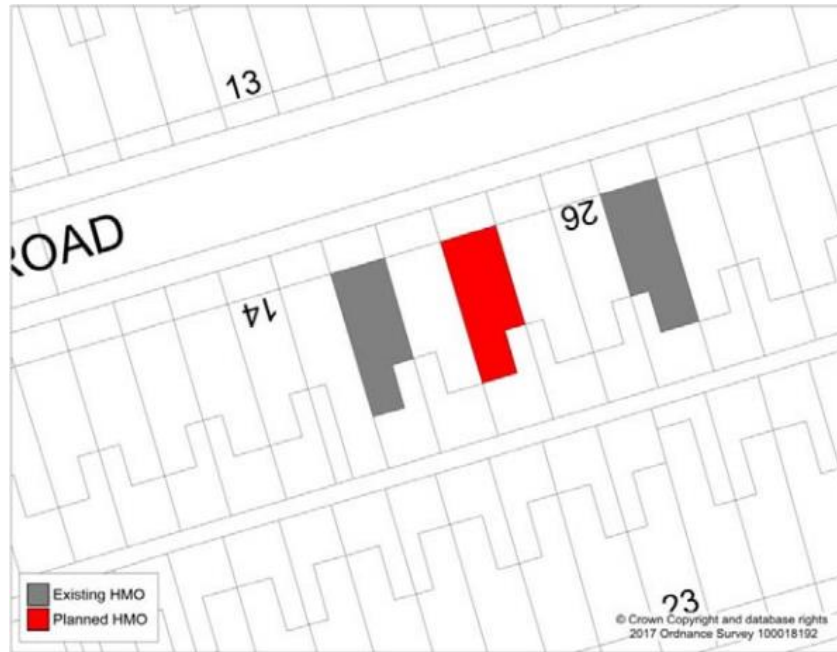 13
ROAD
26
14
Existing HMO
Planned HMO
23
© Crown Copyright and database rights
2017 Ordnance Survey 100018192